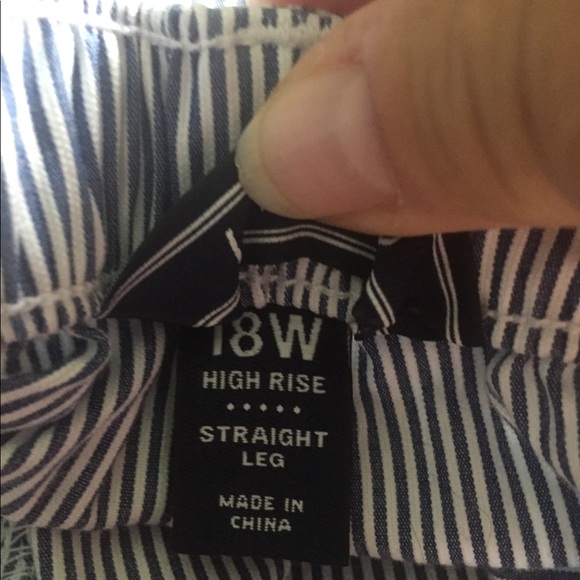 18W
HIGH RISE
•••••
STRAIGHT
LEG
MADE IN
CHINA